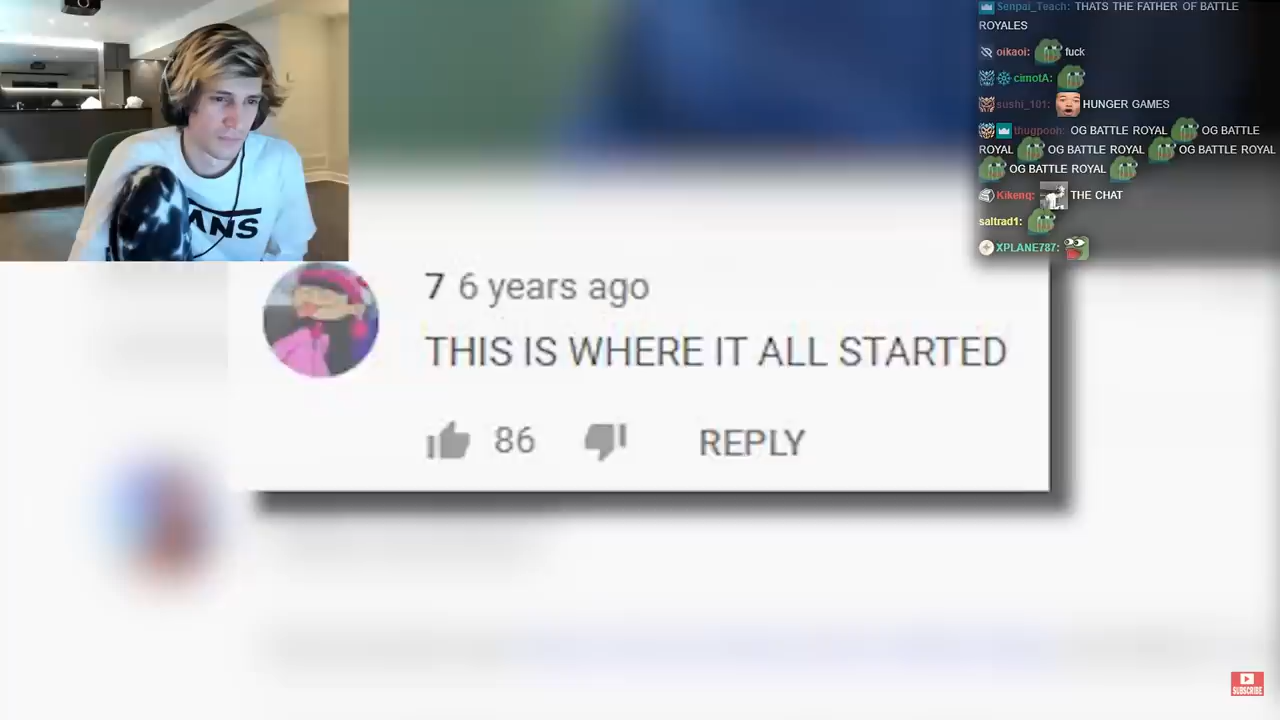 Senpai_Teach: THATS THE FATHER OF BATTLE
ROYALES
oikaoi: fuck
cimotA:
sushi_101: HUNGER GAMES
thugpooh: OG BATTLE ROYAL OG BATTLE
ROYAL OG BATTLE ROYAL OG BATTLE ROYAL
OG BATTLE ROYAL
Kikenq: THE CHAT
saltrad1:
XPLANE787:
VANS
7 6 years ago
THIS IS WHERE IT ALL STARTED
86 REPLY
SUBSCRIBE